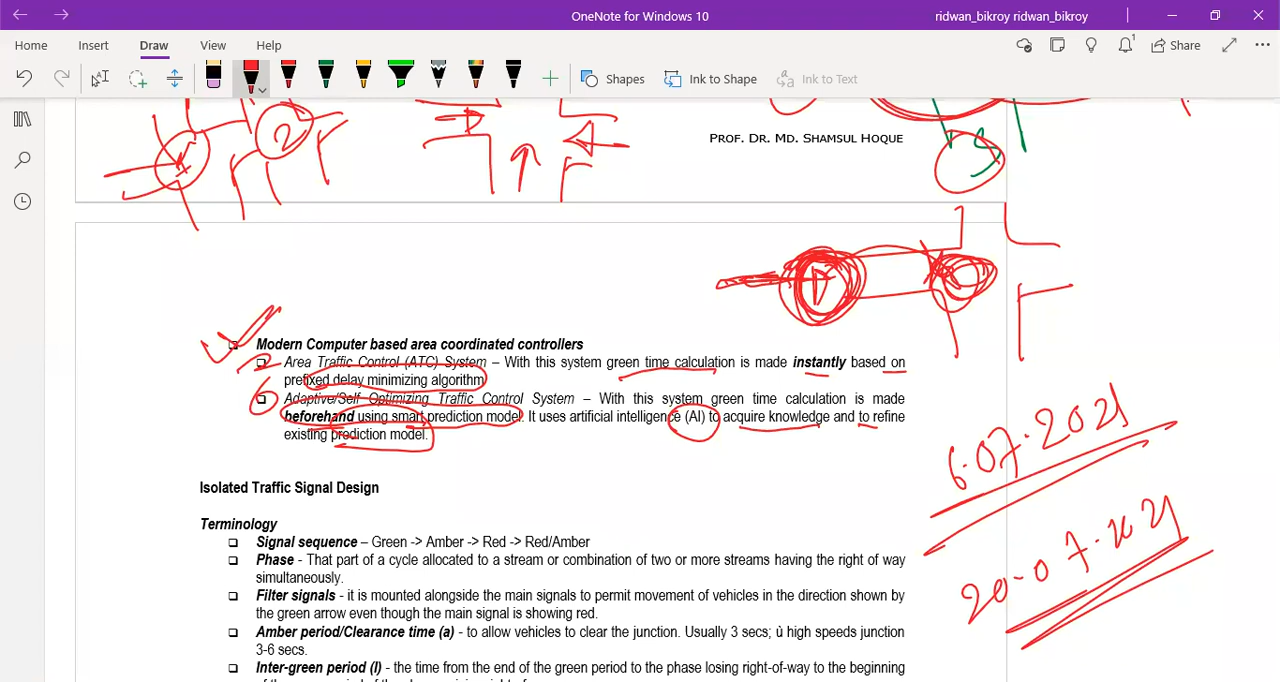 OneNote for Windows 10
ridwan_bikroy ridwan_bikroy
Home Insert Draw View Help
Share
Shapes
Ink to Shape
Ink to Text
1 2
PROF. DR. MD. SHAMSUL HOQUE
Modern Computer based area coordinated controllers
Area Traffic Control (ATC) System – With this system green time calculation is made instantly based on
prefixed delay minimizing algorithm
Adaptive/Self Optimizing Traffic Control System – With this system green time calculation is made
beforehand using smart prediction model. It uses artificial intelligence (AI) to acquire knowledge and to refine
existing prediction model.
6.07.2021
20.07.2021
Isolated Traffic Signal Design
Terminology
Signal sequence – Green -> Amber -> Red -> Red/Amber
Phase - That part of a cycle allocated to a stream or combination of two or more streams having the right of way
simultaneously.
Filter signals - it is mounted alongside the main signals to permit movement of vehicles in the direction shown by
the green arrow even though the main signal is showing red.
Amber period/Clearance time (a) - to allow vehicles to clear the junction. Usually 3 secs; ù high speeds junction
3-6 secs.
Inter-green period (I) - the time from the end of the green period to the phase losing right-of-way to the beginning